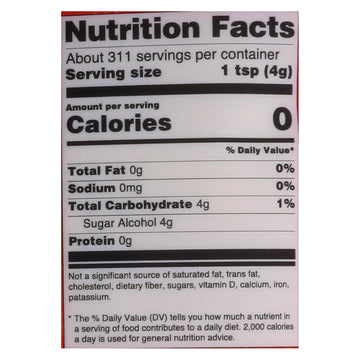 Nutrition Facts
About 311 servings per container
Serving size 1 tsp (4g)
Amount per serving
Calories 0
% Daily Value*
Total Fat 0g 0%
Sodium 0mg 0%
Total Carbohydrate 4g 1%
Sugar Alcohol 4g
Protein 0g
Not a significant source of saturated fat, trans fat,
cholesterol, dietary fiber, sugars, vitamin D, calcium, iron,
patassium.
* The % Daily Value (DV) tells you how much a nutrient in
a serving of food contributes to a daily diet. 2,000 calories
a day is used for general nutrition advice.